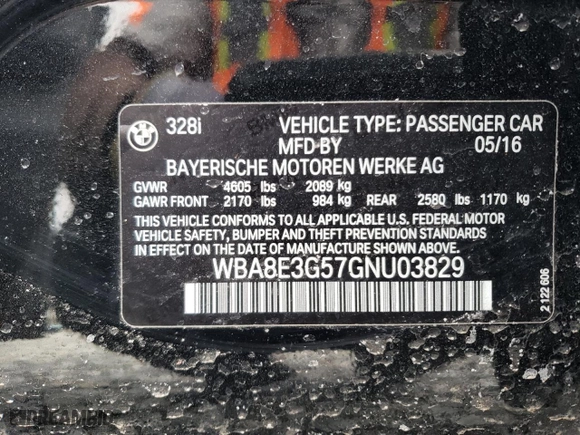 328i VEHICLE TYPE: PASSENGER CAR
MFD BY 05/16
BAYERISCHE MOTOREN WERKE AG
GVWR 4605 lbs 2089 kg
GAWR FRONT 2170 lbs 984 kg REAR 2580 lbs 1170 kg
THIS VEHICLE CONFORMS TO ALL APPLICABLE U.S. FEDERAL MOTOR
VEHICLE SAFETY, BUMPER AND THEFT PREVENTION STANDARDS
IN EFFECT ON THE DATE OF MANUFACTURE SHOWN ABOVE.
WBA8E3G57GNU03829
2 122 606